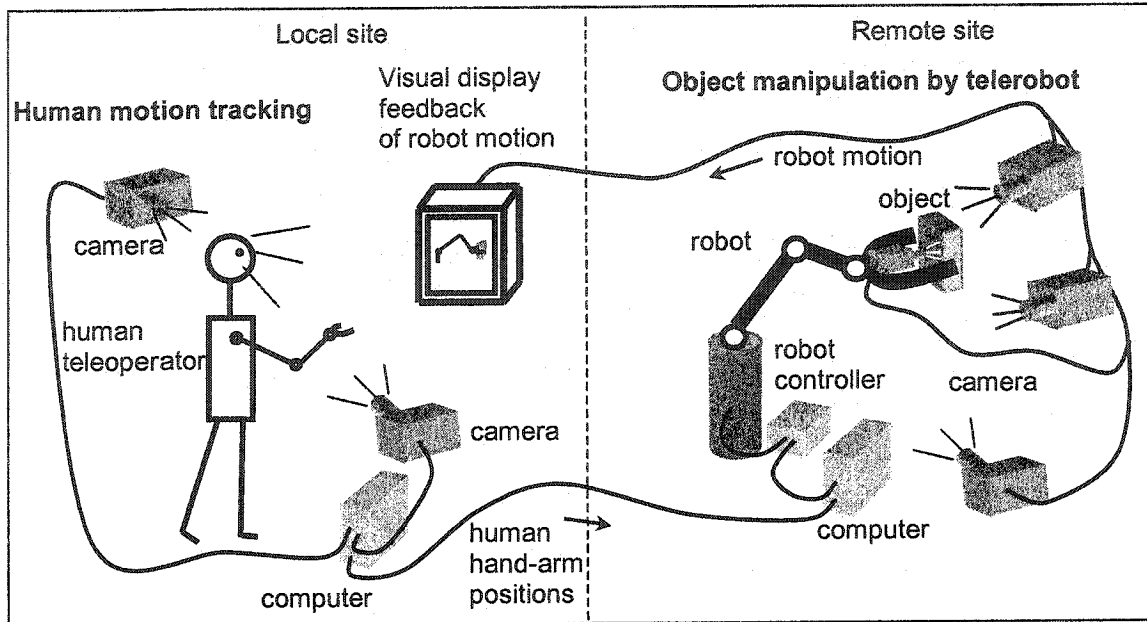 Local site
Remote site
Human motion tracking
Visual display
feedback
of robot motion
Object manipulation by telerobot
robot motion
object
camera
robot
human
teleoperator
robot
controller
camera
camera
computer
human
hand-arm
positions
computer